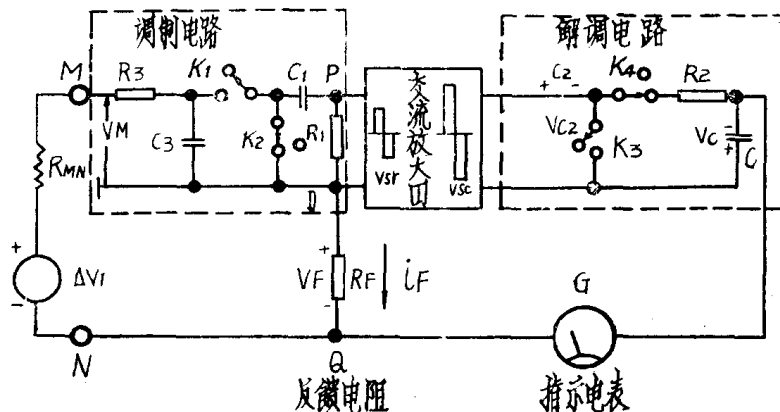 调制电路
解调电路
M
R3
K1
C1
P
VM
C3
K2
R1
交流放大四
VSr
VSC
C2
+ -
K4
R2
VC2
K3
VC
-
+
C
RMN
+
ΔV1
-
+
VF
RF
-
iF
G
N
Q
反馈电阻
指示电表